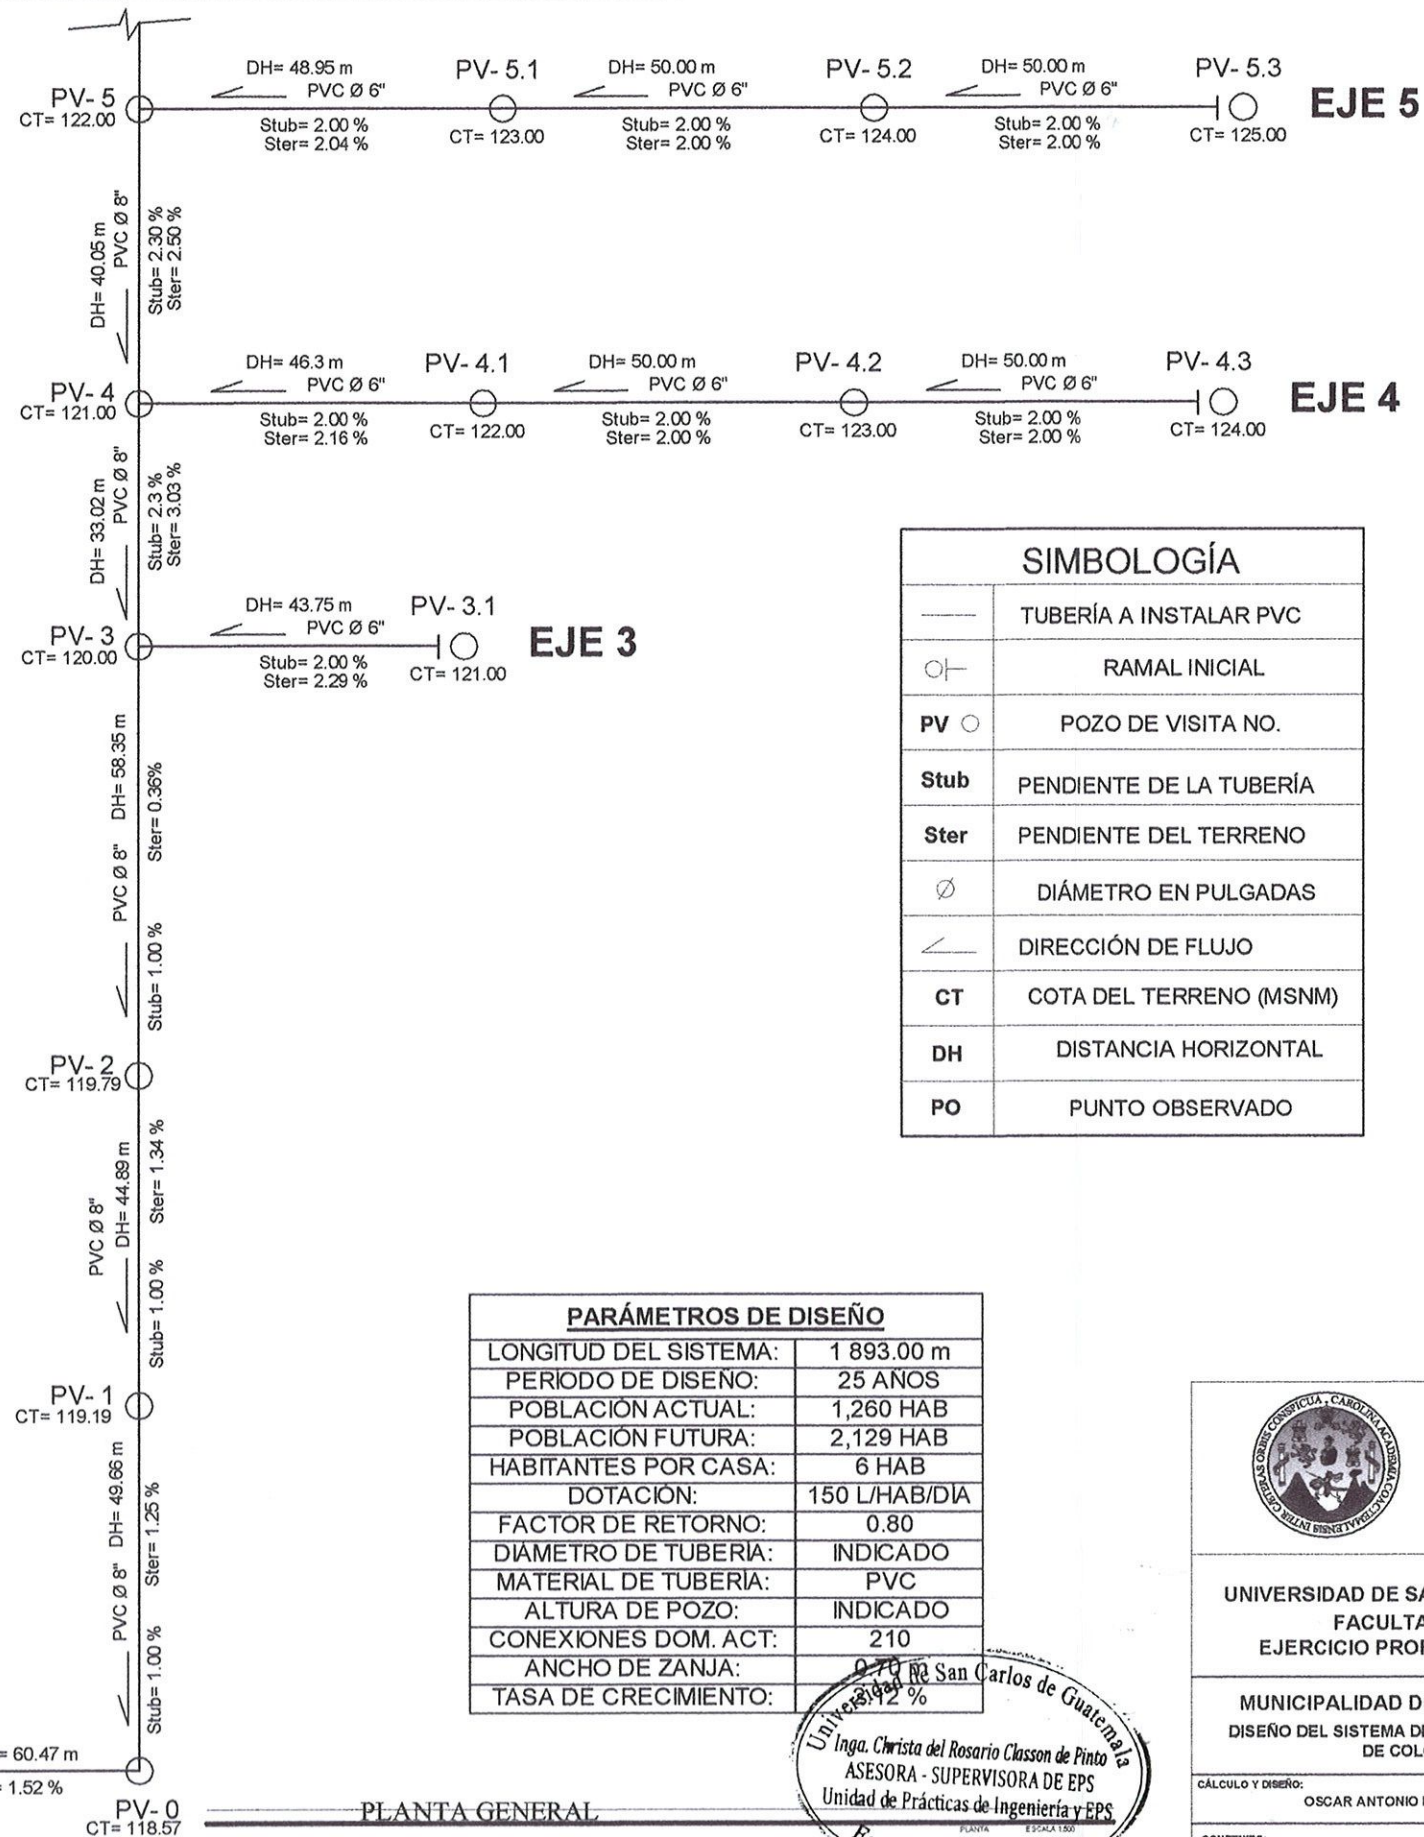 DH= 48.95 m
PVC Ø 6"
PV- 5.1
DH= 50.00 m
PVC Ø 6"
PV- 5.2
DH= 50.00 m
PVC Ø 6"
PV- 5.3
EJE 5
PV- 5
CT= 122.00
Stub= 2.00 %
Ster= 2.04 %
CT= 123.00
Stub= 2.00 %
Ster= 2.00 %
CT= 124.00
Stub= 2.00 %
Ster= 2.00 %
CT= 125.00
DH= 40.05 m
PVC Ø 8"
Stub= 2.30 %
Ster= 2.50 %
DH= 46.3 m
PVC Ø 6"
PV- 4.1
DH= 50.00 m
PVC Ø 6"
PV- 4.2
DH= 50.00 m
PVC Ø 6"
PV- 4.3
EJE 4
PV- 4
CT= 121.00
Stub= 2.00 %
Ster= 2.16 %
CT= 122.00
Stub= 2.00 %
Ster= 2.00 %
CT= 123.00
Stub= 2.00 %
Ster= 2.00 %
CT= 124.00
DH= 33.02 m
PVC Ø 8"
Stub= 2.3 %
Ster= 3.03 %
DH= 43.75 m
PVC Ø 6"
PV- 3.1
EJE 3
PV- 3
CT= 120.00
Stub= 2.00 %
Ster= 2.29 %
CT= 121.00
PVC Ø 8" DH= 58.35 m
Stub= 1.00 % Ster= 0.36%
PV- 2
CT= 119.79
PVC Ø 8"
DH= 44.89 m
Stub= 1.00 % Ster= 1.34 %
PV- 1
CT= 119.19
PVC Ø 8" DH= 49.66 m
Stub= 1.00 % Ster= 1.25 %
= 60.47 m
= 1.52 %
PV- 0
CT= 118.57
SIMBOLOGÍA
TUBERÍA A INSTALAR PVC
RAMAL INICIAL
PV POZO DE VISITA NO.
Stub PENDIENTE DE LA TUBERÍA
Ster PENDIENTE DEL TERRENO
Ø DIÁMETRO EN PULGADAS
DIRECCIÓN DE FLUJO
CT COTA DEL TERRENO (MSNM)
DH DISTANCIA HORIZONTAL
PO PUNTO OBSERVADO
PARÁMETROS DE DISEÑO
LONGITUD DEL SISTEMA: 1 893.00 m
PERÍODO DE DISEÑO: 25 AÑOS
POBLACIÓN ACTUAL: 1,260 HAB
POBLACIÓN FUTURA: 2,129 HAB
HABITANTES POR CASA: 6 HAB
DOTACIÓN: 150 L/HAB/DÍA
FACTOR DE RETORNO: 0.80
DIÁMETRO DE TUBERÍA: INDICADO
MATERIAL DE TUBERÍA: PVC
ALTURA DE POZO: INDICADO
CONEXIONES DOM. ACT: 210
ANCHO DE ZANJA: 0.70 m
TASA DE CRECIMIENTO: %
Universidad de San Carlos de Guatemala
Inga. Christa del Rosario Classon de Pinto
ASESORA - SUPERVISORA DE EPS
Unidad de Prácticas de Ingeniería y EPS
PLANTA GENERAL
PLANTA ESCALA 1:500
UNIVERSIDAD DE SA
FACULTA
EJERCICIO PROF
MUNICIPALIDAD D
DISEÑO DEL SISTEMA DE
DE COL
CÁLCULO Y DISEÑO:
OSCAR ANTONIO